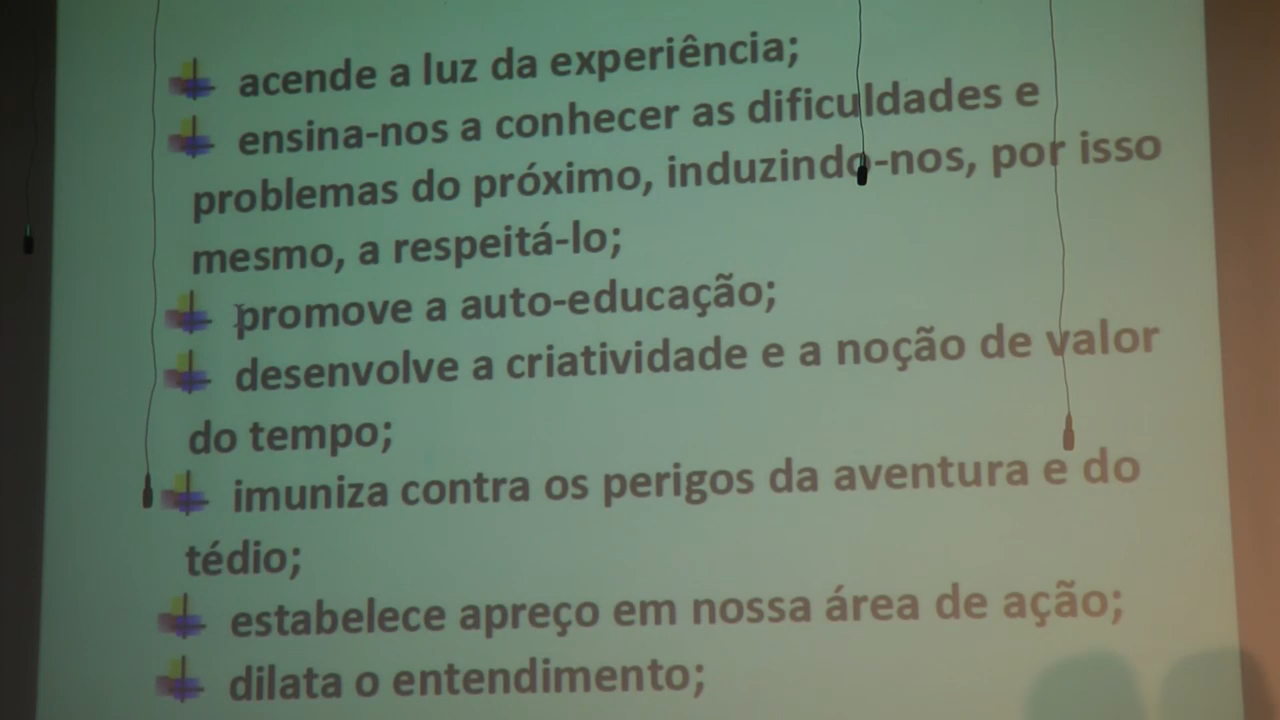 acende a luz da experiência;
ensina-nos a conhecer as dificuldades e
problemas do próximo, induzindo-nos, por isso
mesmo, a respeitá-lo;
promove a auto-educação;
desenvolve a criatividade e a noção de valor
do tempo;
imuniza contra os perigos da aventura e do
tédio;
estabelece apreço em nossa área de ação;
dilata o entendimento;